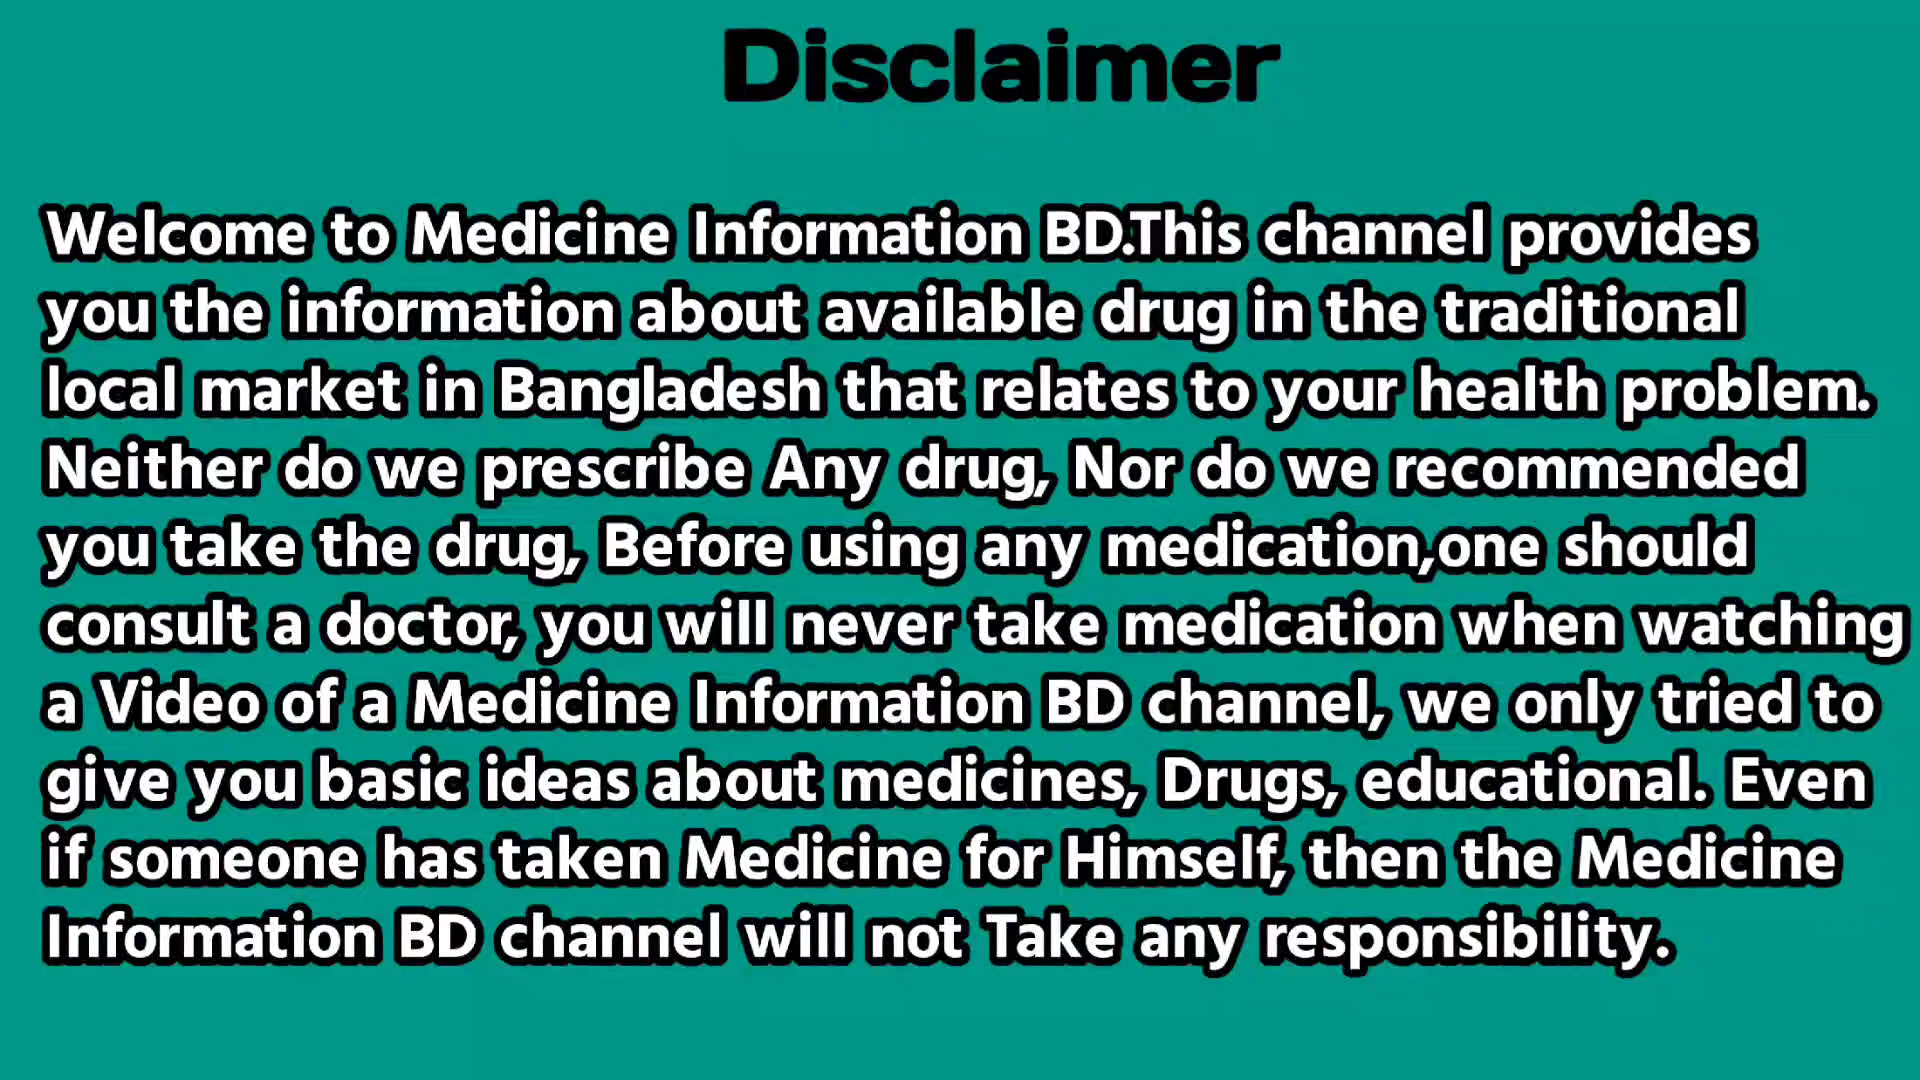 Disclaimer
Welcome to Medicine Information BD.This channel provides
you the information about available drug in the traditional
local market in Bangladesh that relates to your health problem.
Neither do we prescribe Any drug, Nor do we recommended
you take the drug, Before using any medication,one should
consult a doctor, you will never take medication when watching
a Video of a Medicine Information BD channel, we only tried to
give you basic ideas about medicines, Drugs, educational. Even
if someone has taken Medicine for Himself, then the Medicine
Information BD channel will not Take any responsibility.